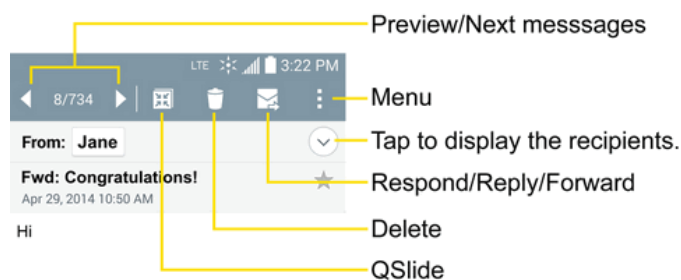 Preview/Next messsages
LTE 3:22 PM
8/734
Menu
From: Jane
Tap to display the recipients.
Fwd: Congratulations!
Respond/Reply/Forward
Apr 29, 2014 10:50 AM
Hi
Delete
QSlide